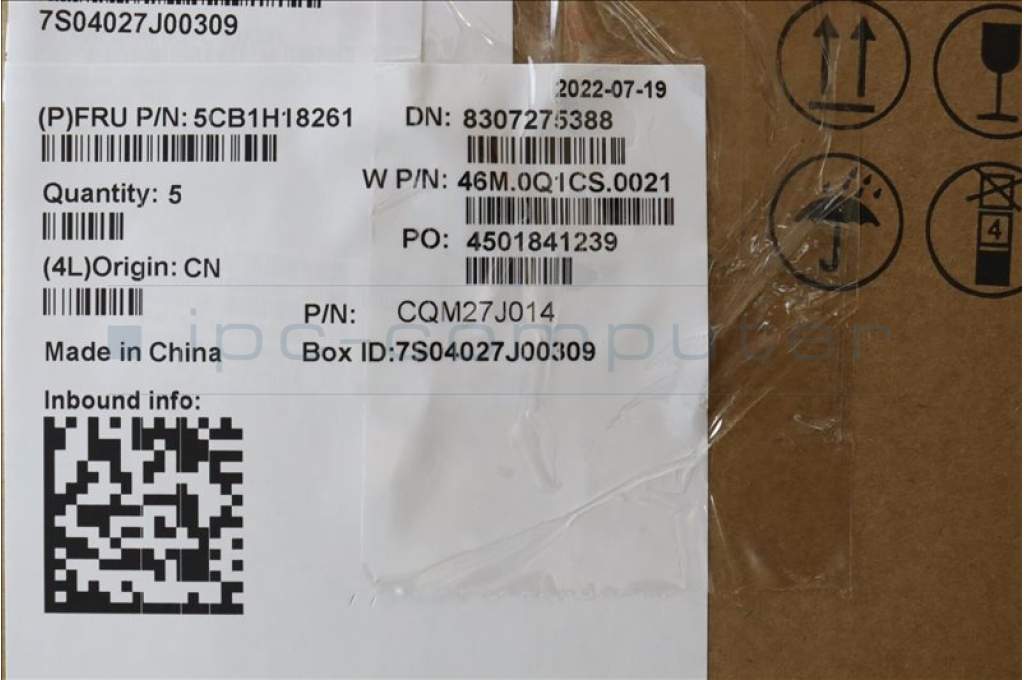 7S04027J00309
2022-07-19
(P)FRU P/N: 5CB1H18261
DN: 8307275388
W P/N: 46M.0Q1CS.0021
Quantity: 5
PO: 4501841239
(4L)Origin: CN
P/N: CQM27J014
ipc-computer
Made in China
Box ID:7S04027J00309
Inbound info:
4